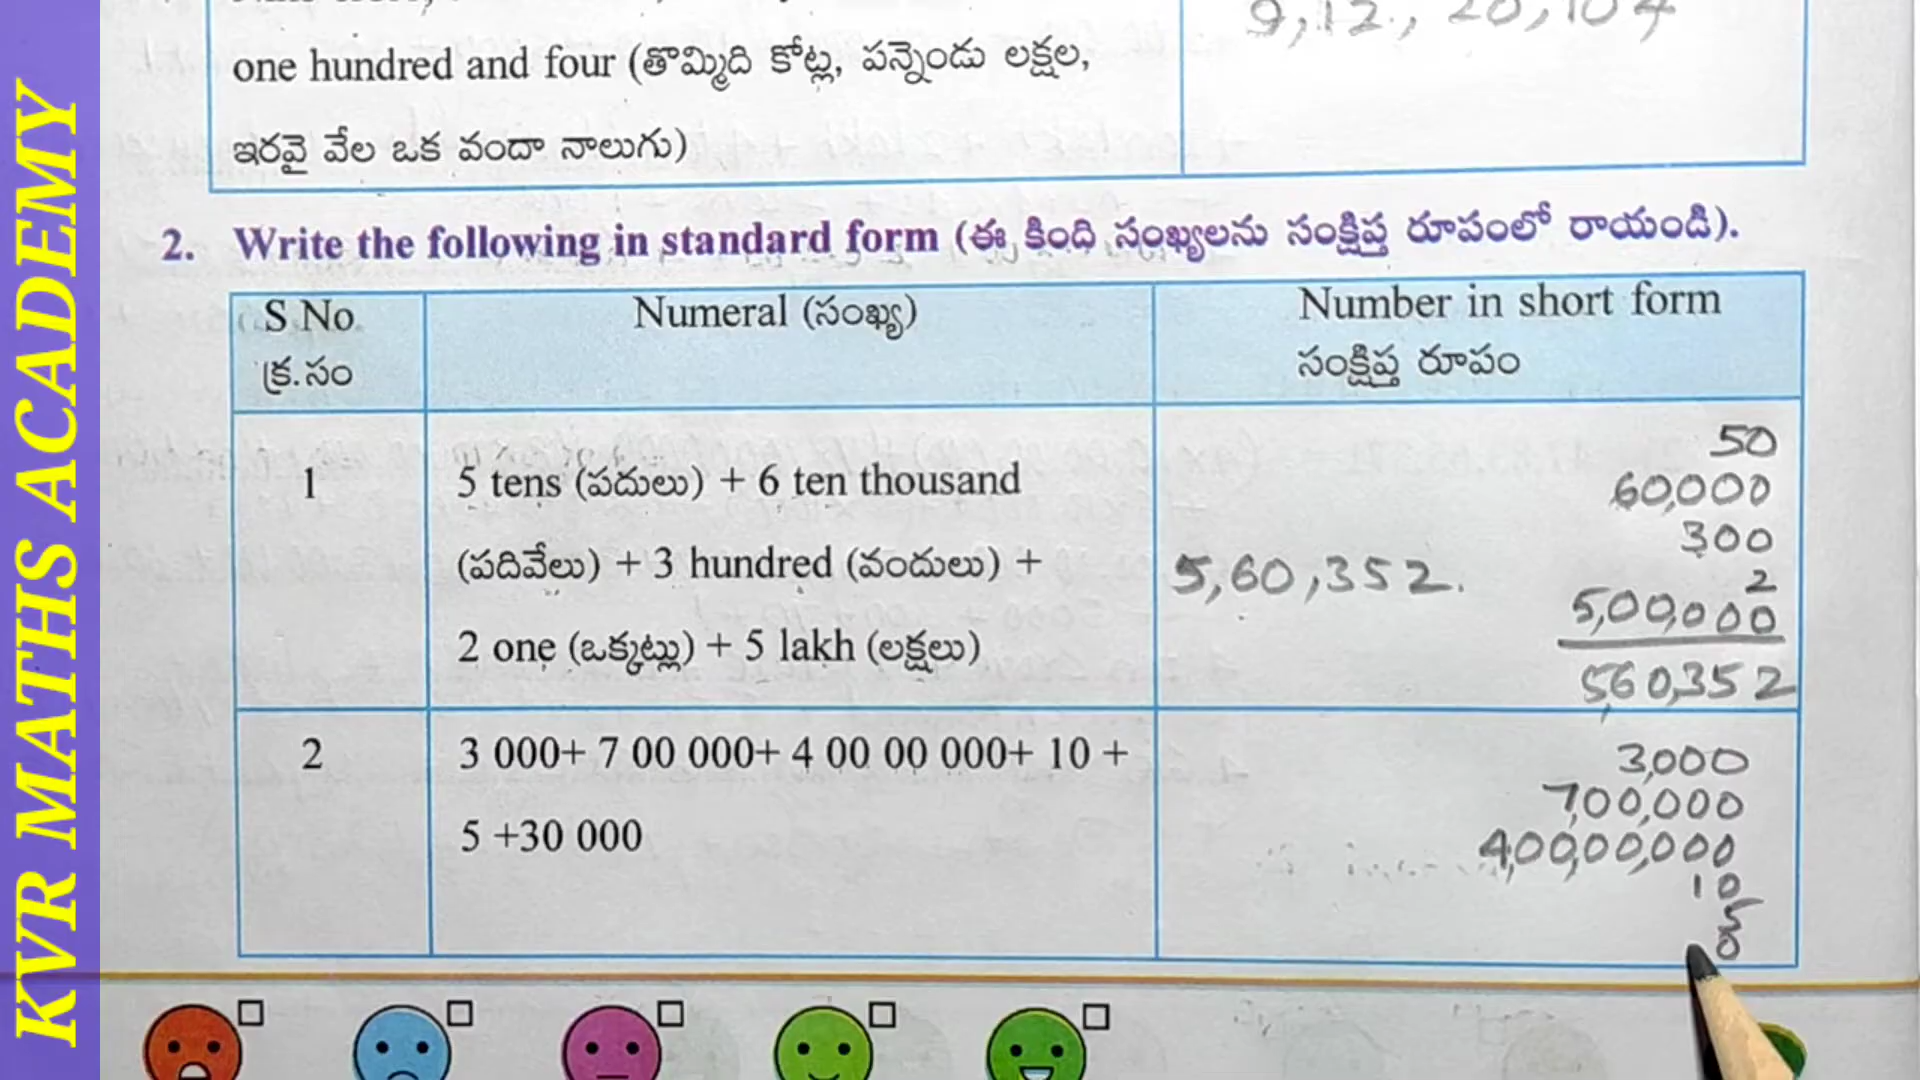 KVR MATHS ACADEMY
9,12, 20,104
one hundred and four (తొమ్మిది కోట్ల, పన్నెండు లక్షల,
ఇరవై వేల ఒక వందా నాలుగు)
2. Write the following in standard form (ఈ కింది సంఖ్యలను సంక్షిప్త రూపంలో రాయండి).
S.No.
క్ర.సం
Numeral (సంఖ్య)
Number in short form
సంక్షిప్త రూపం
1
5 tens (పదులు) + 6 ten thousand
(పదివేలు) + 3 hundred (వందులు) +
2 one (ఒక్కట్లు) + 5 lakh (లక్షలు)
5,60,352.
50
60,000
300
2
5,00,000
5,60,352
2
3 000+ 7 00 000+ 4 00 00 000+ 10 +
5 +30 000
3,000
7,00,000
4,00,00,000
10
5
0